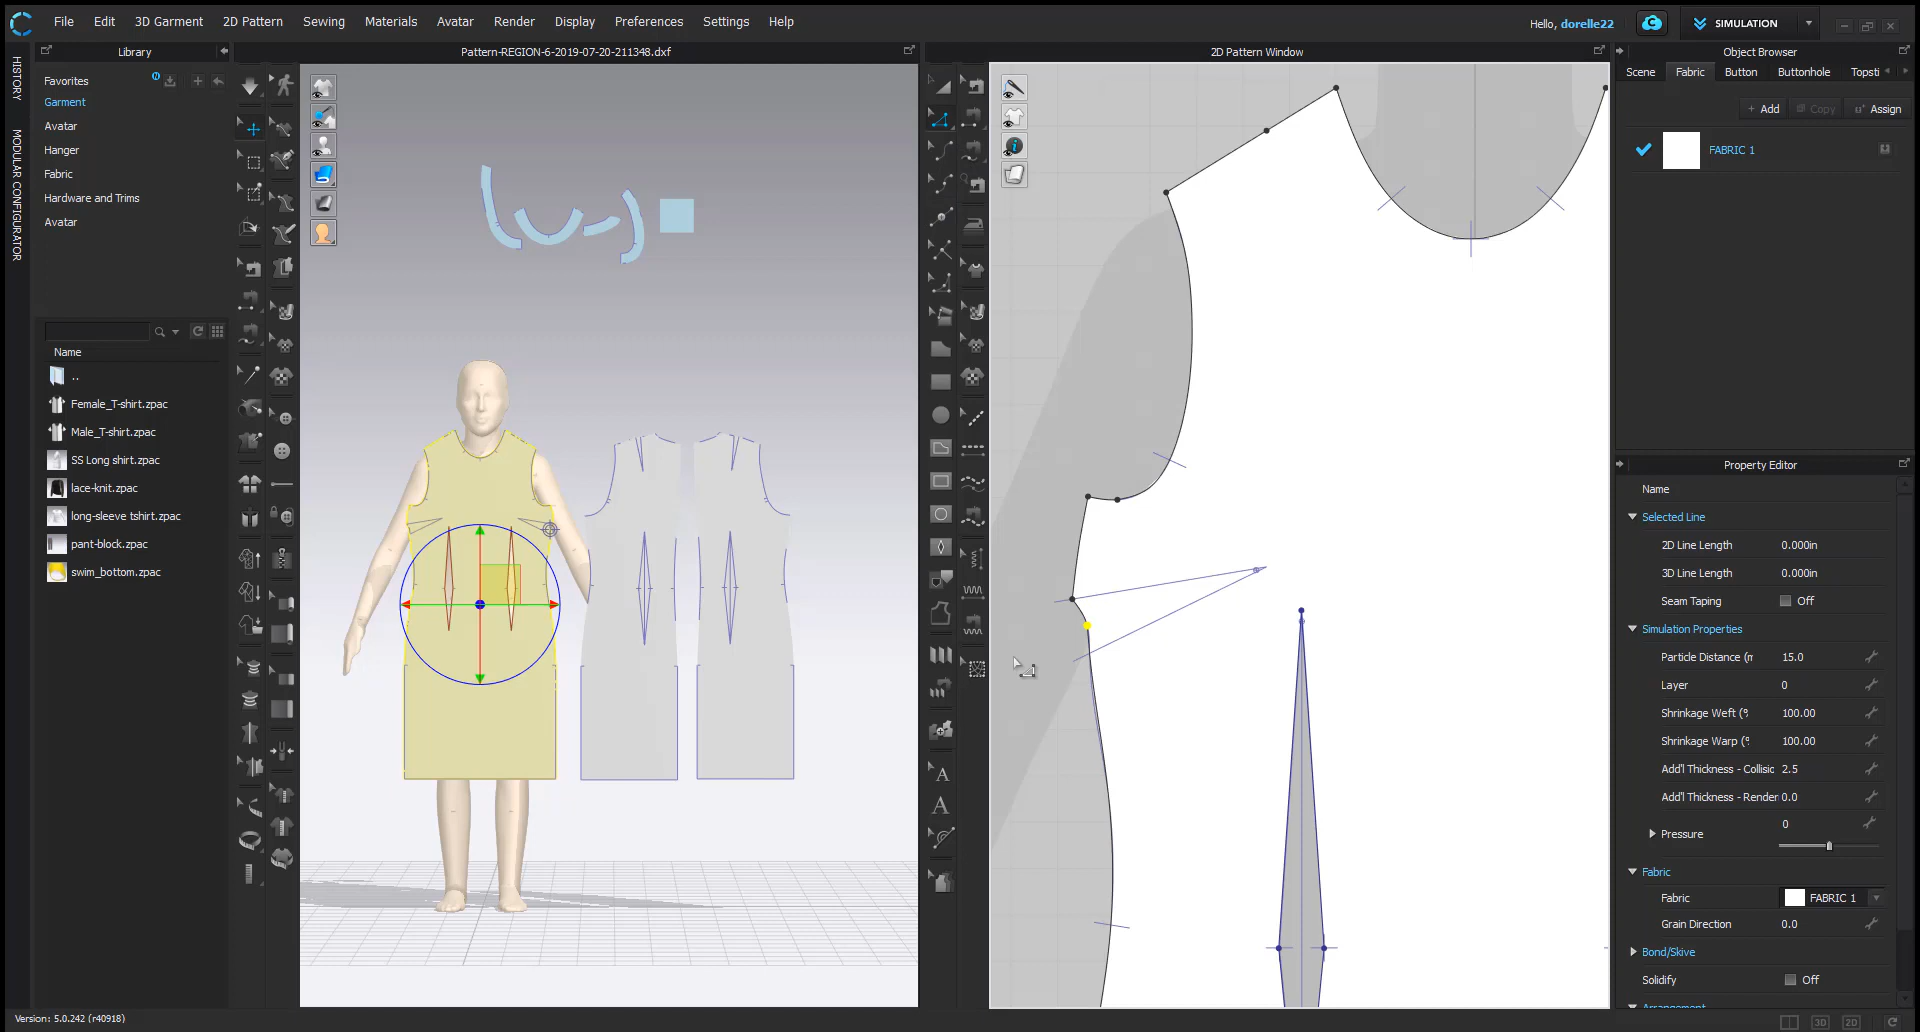 File Edit 3D Garment 2D Pattern Sewing Materials Avatar Render Display Preferences Settings Help
Hello, dorelle22
SIMULATION
HISTORY
MODULAR CONFIGURATOR
Library
Favorites
Garment
Avatar
Hanger
Fabric
Hardware and Trims
Avatar
Name
..
Female_T-shirt.zpac
Male_T-shirt.zpac
SS Long shirt.zpac
lace-knit.zpac
long-sleeve tshirt.zpac
pant-block.zpac
swim_bottom.zpac
Pattern-REGION-6-2019-07-20-211348.dxf
2D Pattern Window
Object Browser
Scene Fabric Button Buttonhole Topsti
+ Add Copy Assign
FABRIC 1
Property Editor
Name
Selected Line
2D Line Length 0.000in
3D Line Length 0.000in
Seam Taping Off
Simulation Properties
Particle Distance (m 15.0
Layer 0
Shrinkage Weft (% 100.00
Shrinkage Warp (% 100.00
Add'l Thickness - Collisic 2.5
Add'l Thickness - Render 0.0
Pressure 0
Fabric
Fabric FABRIC 1
Grain Direction 0.0
Bond/Skive
Solidify Off
Arrangement
Version: 5.0.242 (r40918)
3D 2D